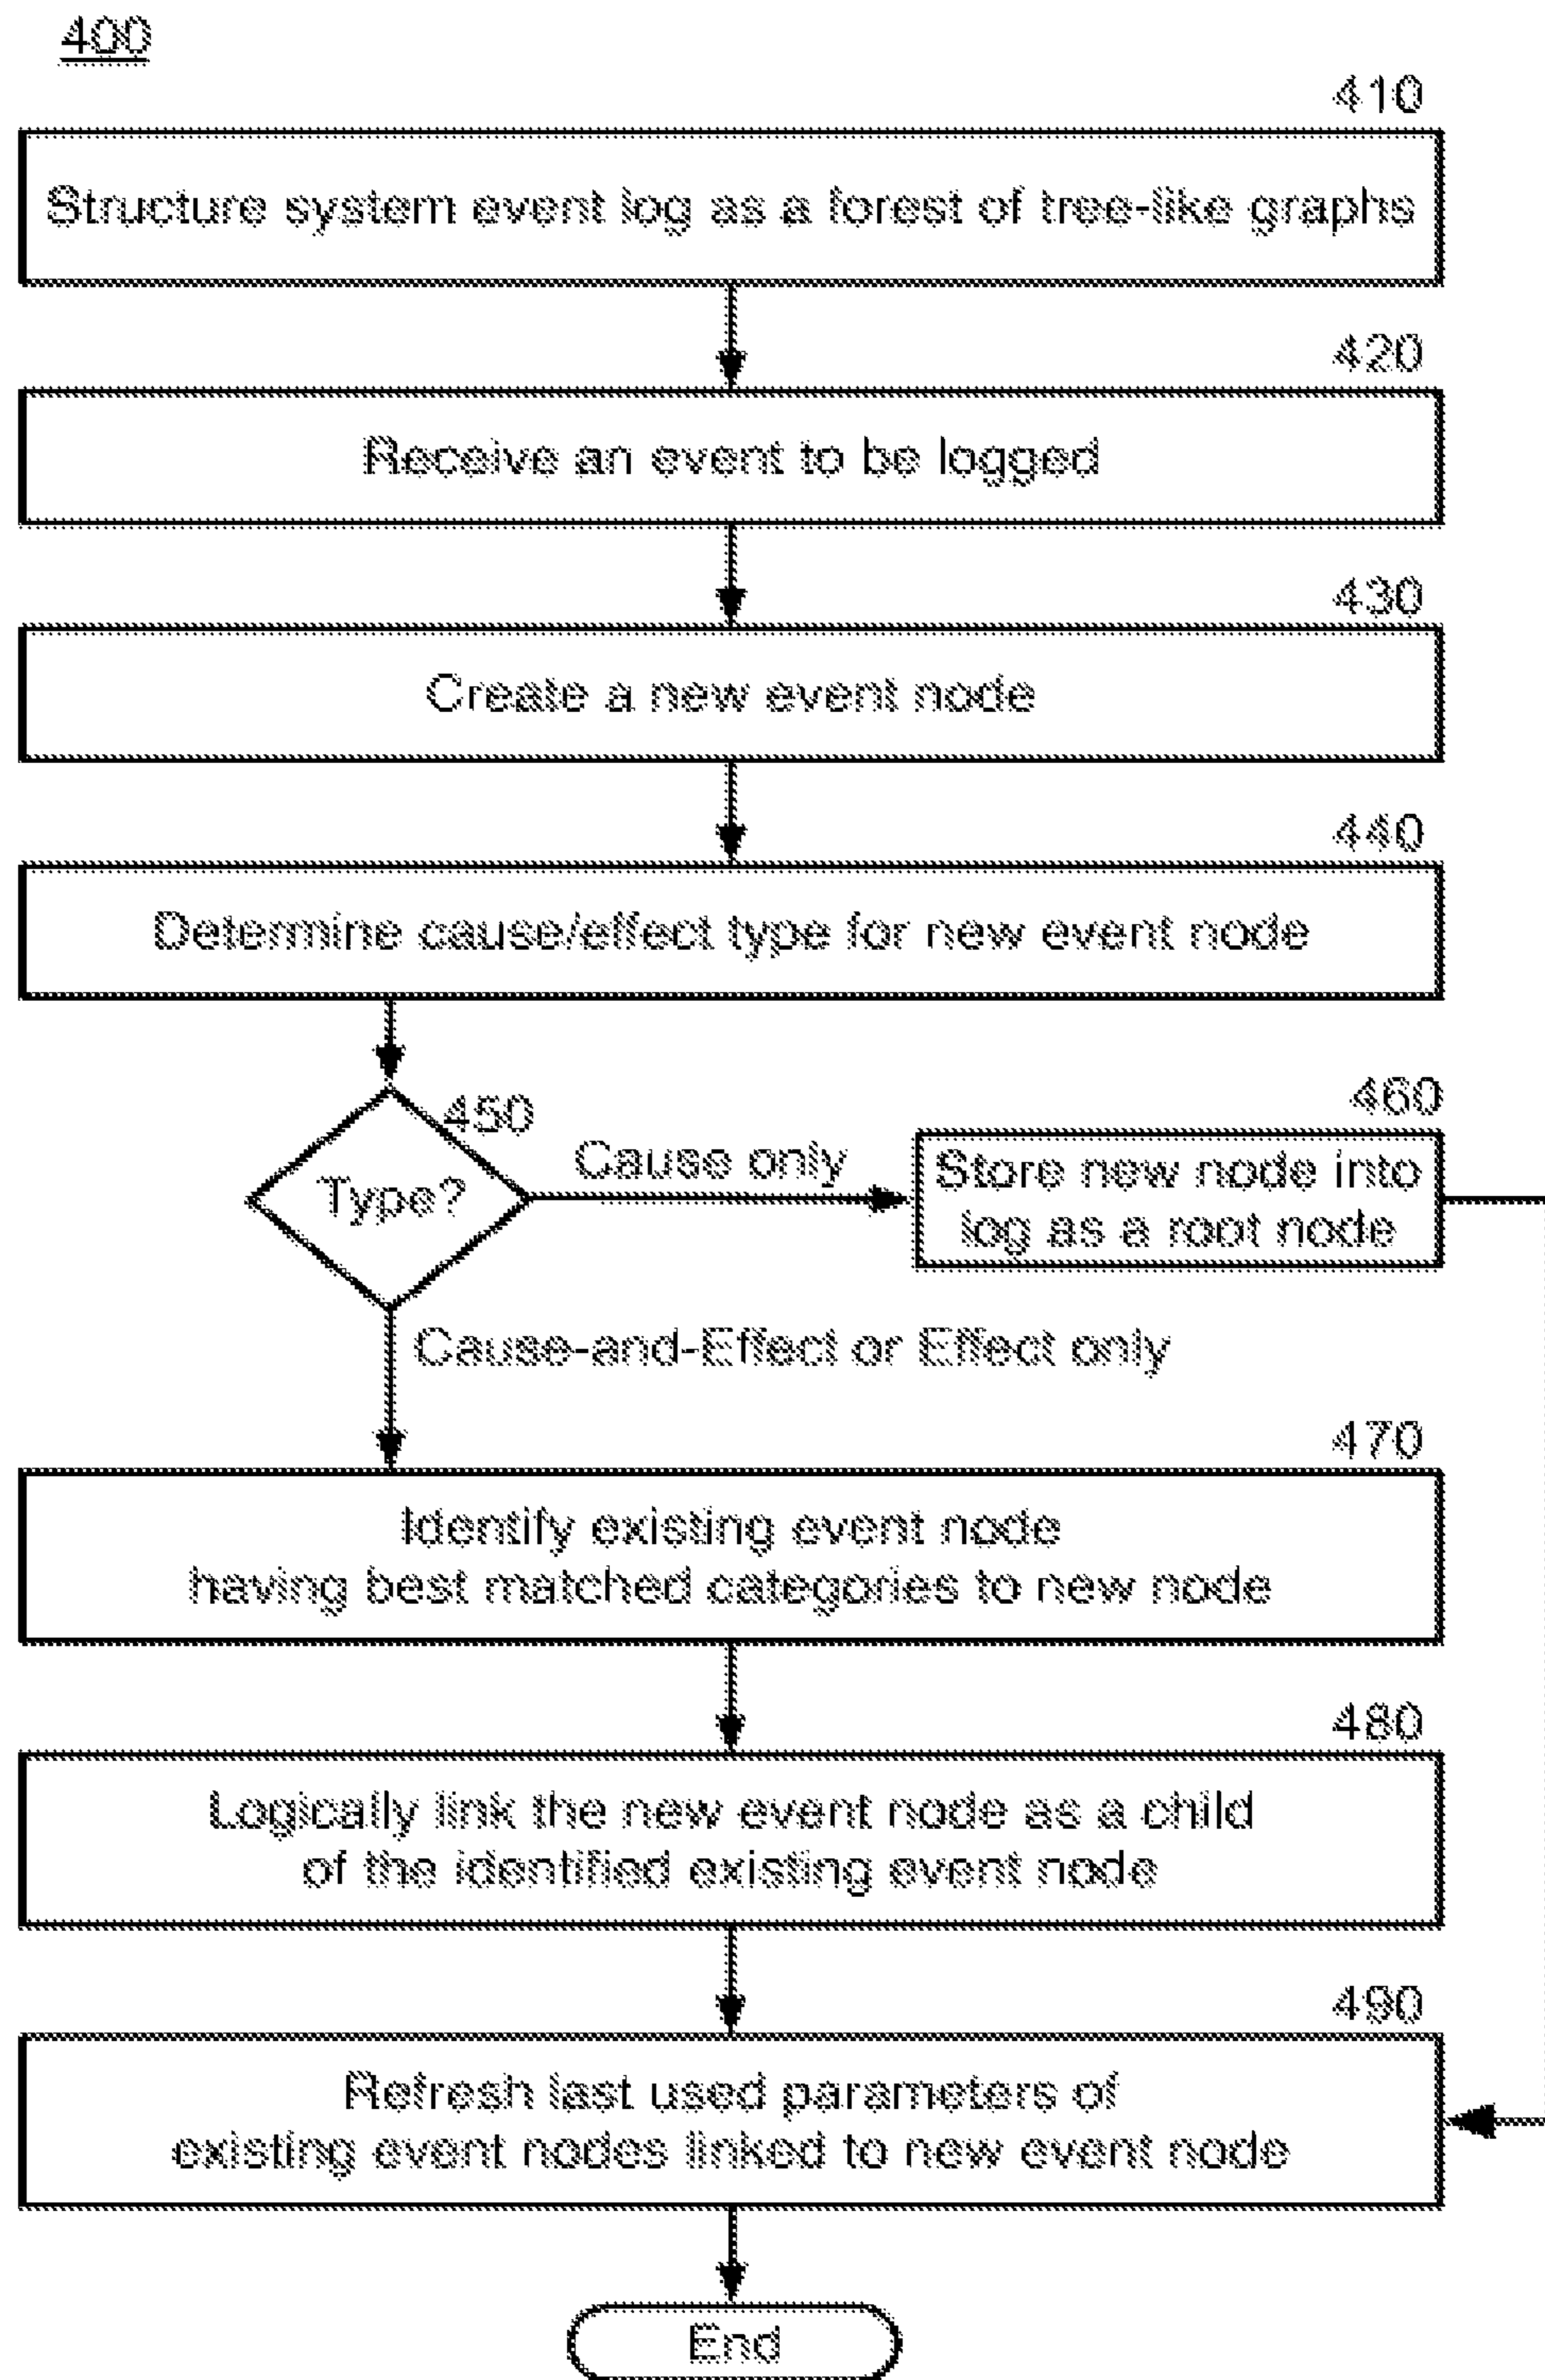 400
410
Structure system event log as a forest of tree-like graphs
420
Receive an event to be logged
430
Create a new event node
440
Determine cause/effect type for new event node
450
Type?
Cause only
460
Store new node into
log as a root node
Cause-and-Effect or Effect only
470
Identify existing event node
having best matched categories to new node
480
Logically link the new event node as a child
of the identified existing event node
490
Refresh last used parameters of
existing event nodes linked to new event node
End